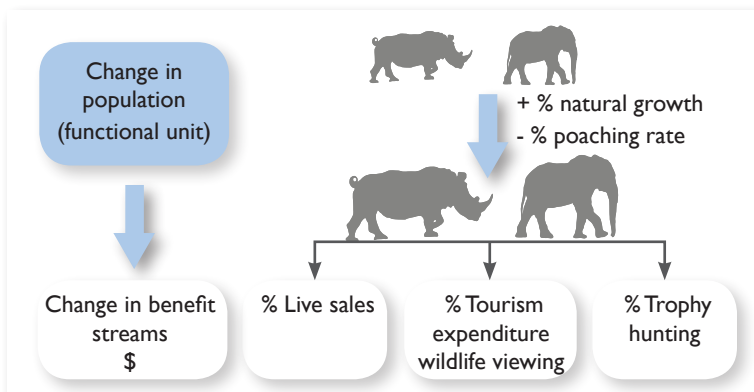 Change in
population
(functional unit)
+ % natural growth
- % poaching rate
Change in benefit
streams
$
% Live sales
% Tourism
expenditure
wildlife viewing
% Trophy
hunting